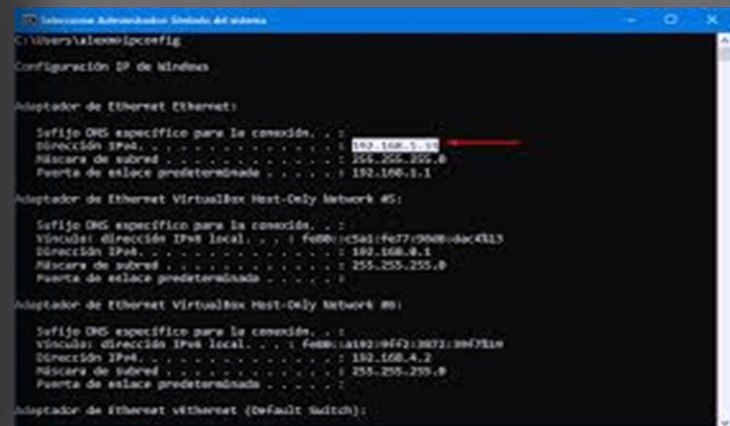 Seleccionar Administrador: Símbolo del sistema
C:\Users\alexm>ipconfig
Configuración IP de Windows
Adaptador de Ethernet Ethernet:
Sufijo DNS específico para la conexión. . :
Dirección IPv4. . . . . . . . . . . . . . :
Máscara de subred . . . . . . . . . . . . : 255.255.255.0
Puerta de enlace predeterminada . . . . . : 192.168.1.1
Adaptador de Ethernet VirtualBox Host-Only Network #5:
Sufijo DNS específico para la conexión. . :
Vínculo: dirección IPv6 local. . . :
Dirección IPv4. . . . . . . . . . . . . . : 192.168.0.1
Máscara de subred . . . . . . . . . . . . : 255.255.255.0
Puerta de enlace predeterminada . . . . . :
Adaptador de Ethernet VirtualBox Host-Only Network
Sufijo DNS específico para la conexión. . :
Vínculo: dirección IPv6 local. . . :
Dirección IPv4. . . . . . . . . . . . . . : 192.168.4.2
Máscara de subred . . . . . . . . . . . . : 255.255.255.0
Puerta de enlace predeterminada . . . . . :
Adaptador de Ethernet vEthernet (Default Switch):